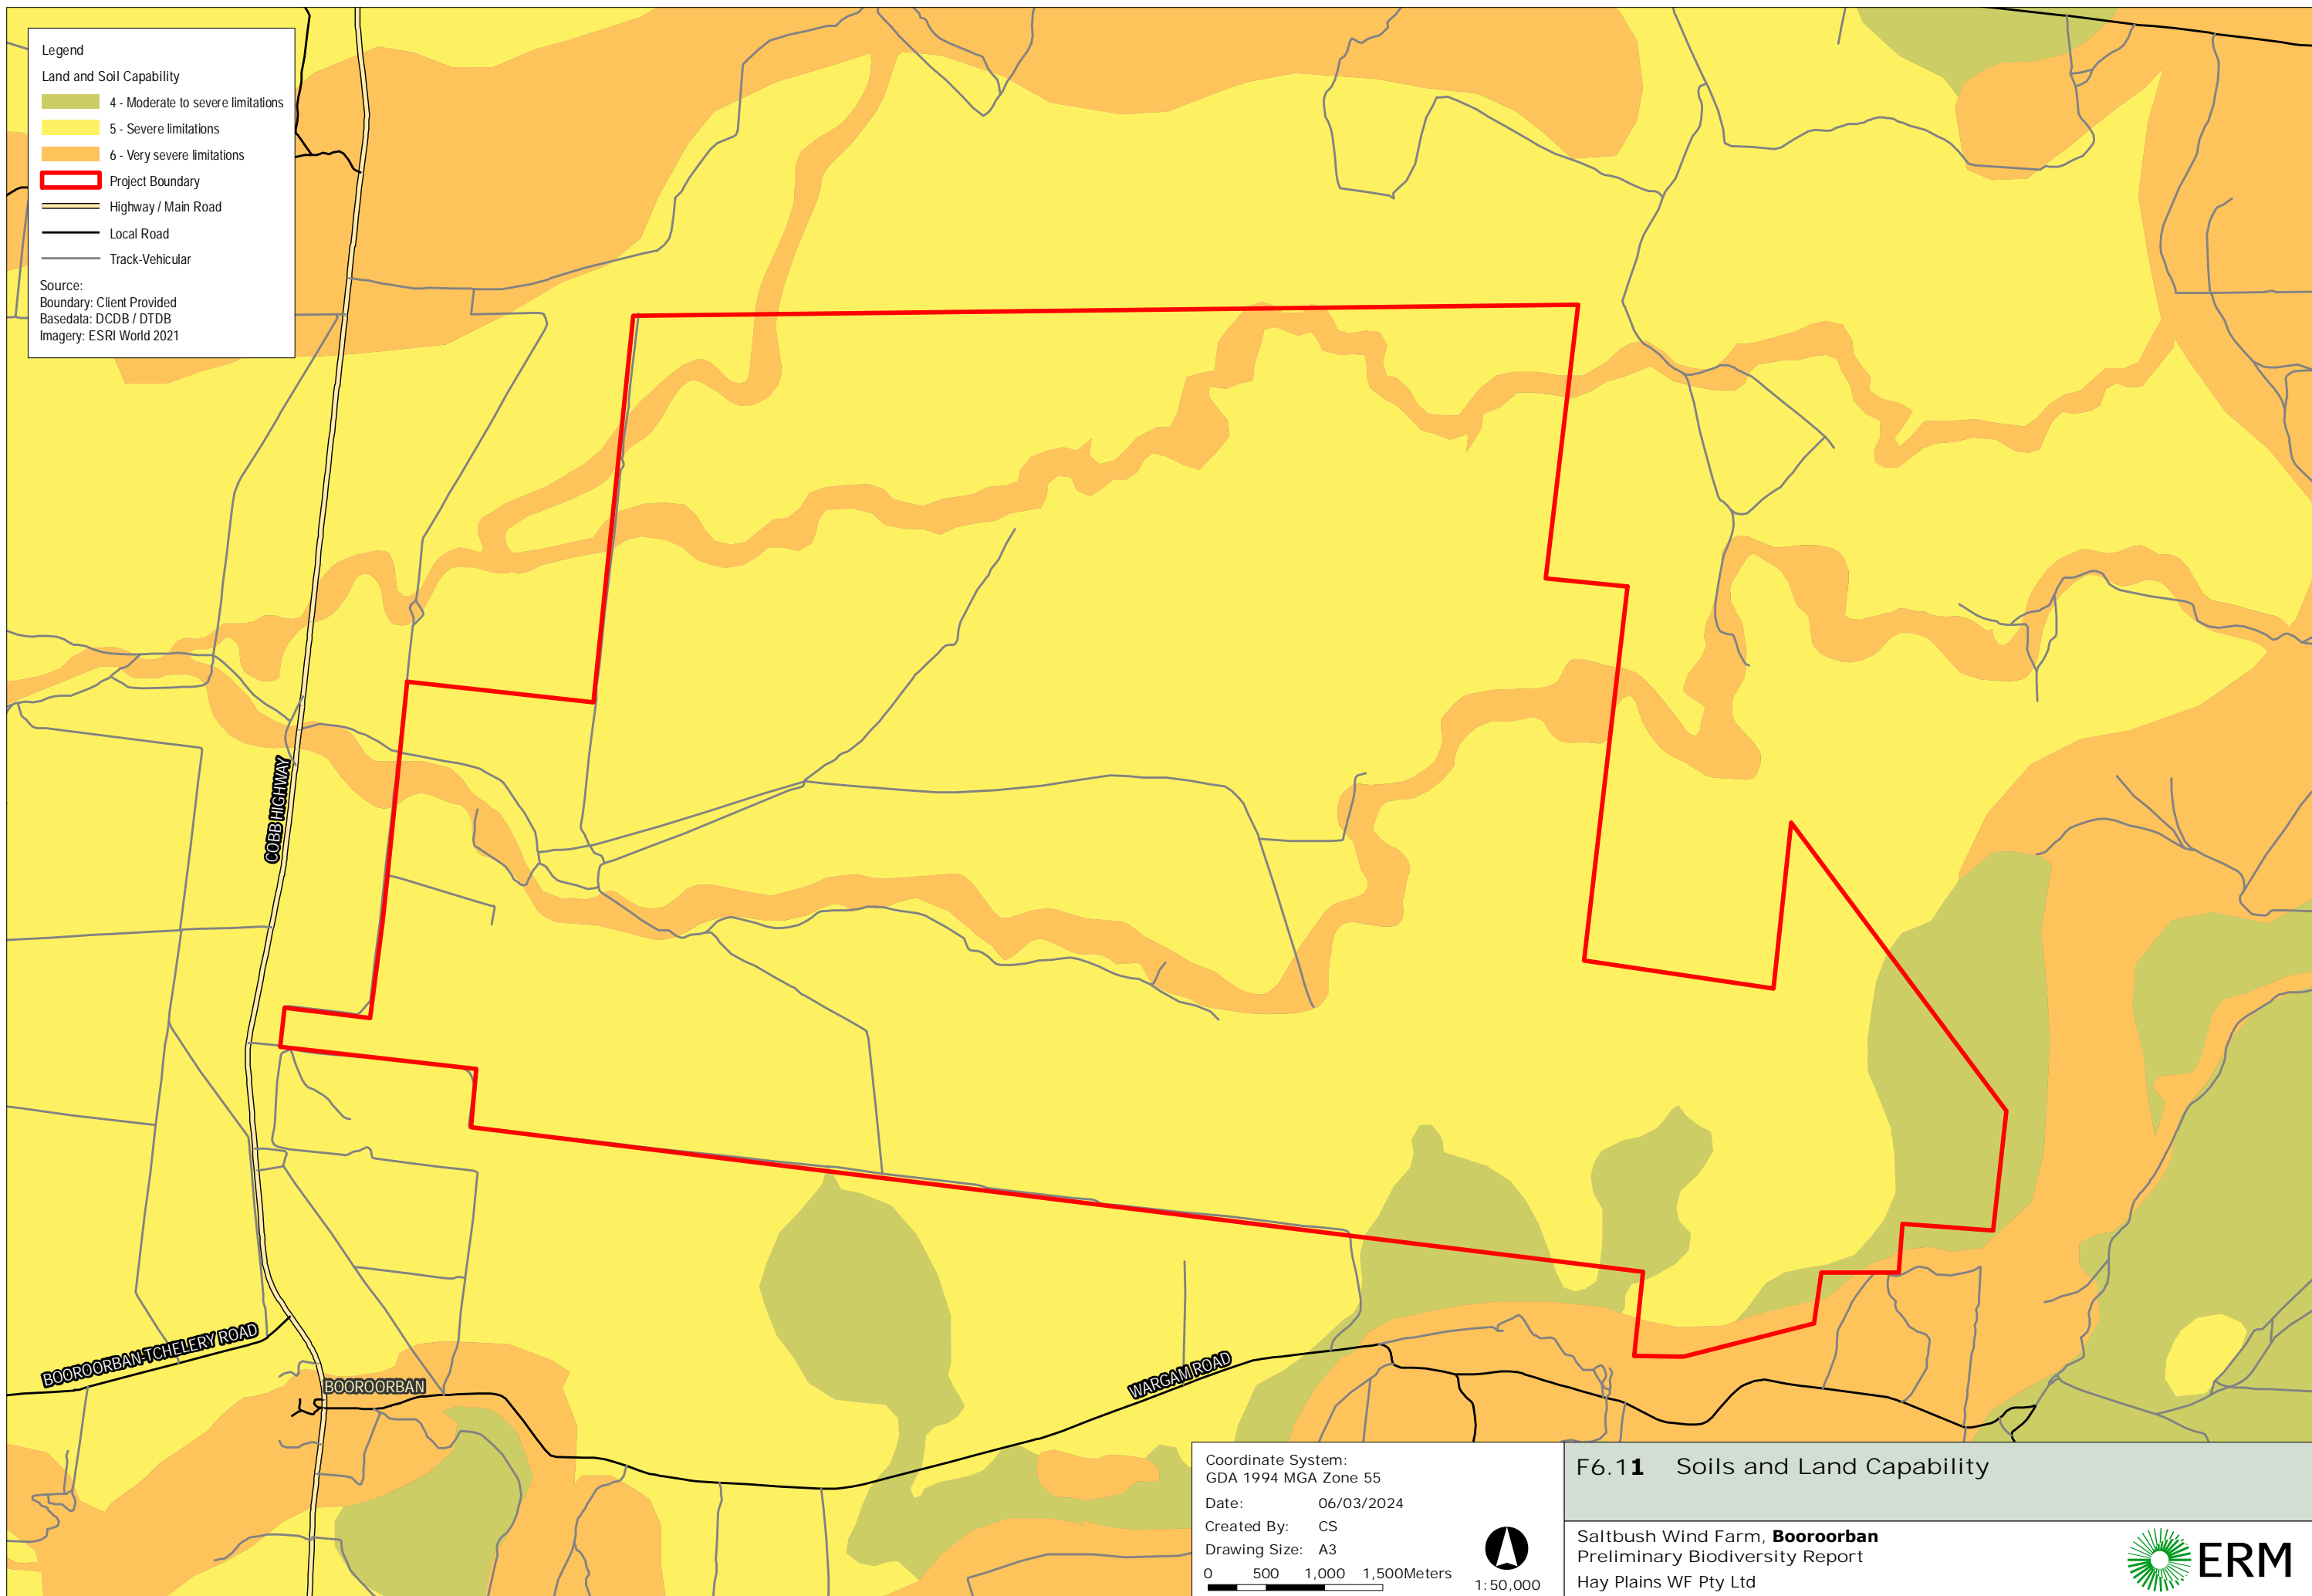 Legend
Land and Soil Capability
4 - Moderate to severe limitations
5 - Severe limitations
6 - Very severe limitations
Project Boundary
Highway / Main Road
Local Road
Track-Vehicular
Source:
Boundary: Client Provided
Basedata: DCDB / DTDB
Imagery: ESRI World 2021
COBB HIGHWAY
BOOROORBAN-TCHELERY ROAD
BOOROORBAN
WARGAM ROAD
Coordinate System:
GDA 1994 MGA Zone 55
Date: 06/03/2024
Created By: CS
Drawing Size: A3
0 500 1,000 1,500Meters
1:50,000
F6.11 Soils and Land Capability
Saltbush Wind Farm, Booroorban
Preliminary Biodiversity Report
Hay Plains WF Pty Ltd
ERM